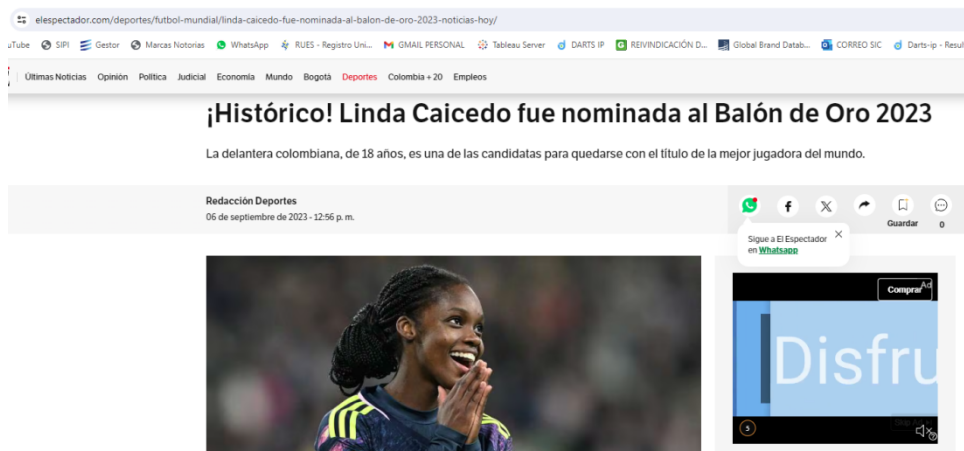 elespectador.com/deportes/futbol-mundial/linda-caicedo-fue-nominada-al-balon-de-oro-2023-noticias-hoy/
uTube SIPI Gestor Marcas Notorias WhatsApp RUES - Registro Uni... GMAIL PERSONAL Tableau Server DARTS IP REIVINDICACIÓN D... Global Brand Datab... CORREO SIC Darts-ip - Resul
Últimas Noticias Opinión Política Judicial Economía Mundo Bogotá Deportes Colombia + 20 Empleos
¡Histórico! Linda Caicedo fue nominada al Balón de Oro 2023
La delantera colombiana, de 18 años, es una de las candidatas para quedarse con el título de la mejor jugadora del mundo.
Redacción Deportes
06 de septiembre de 2023 - 12:56 p. m.
Guardar 0
Sigue a El Espectador
en Whatsapp
Comprar Ad
Disfru
5